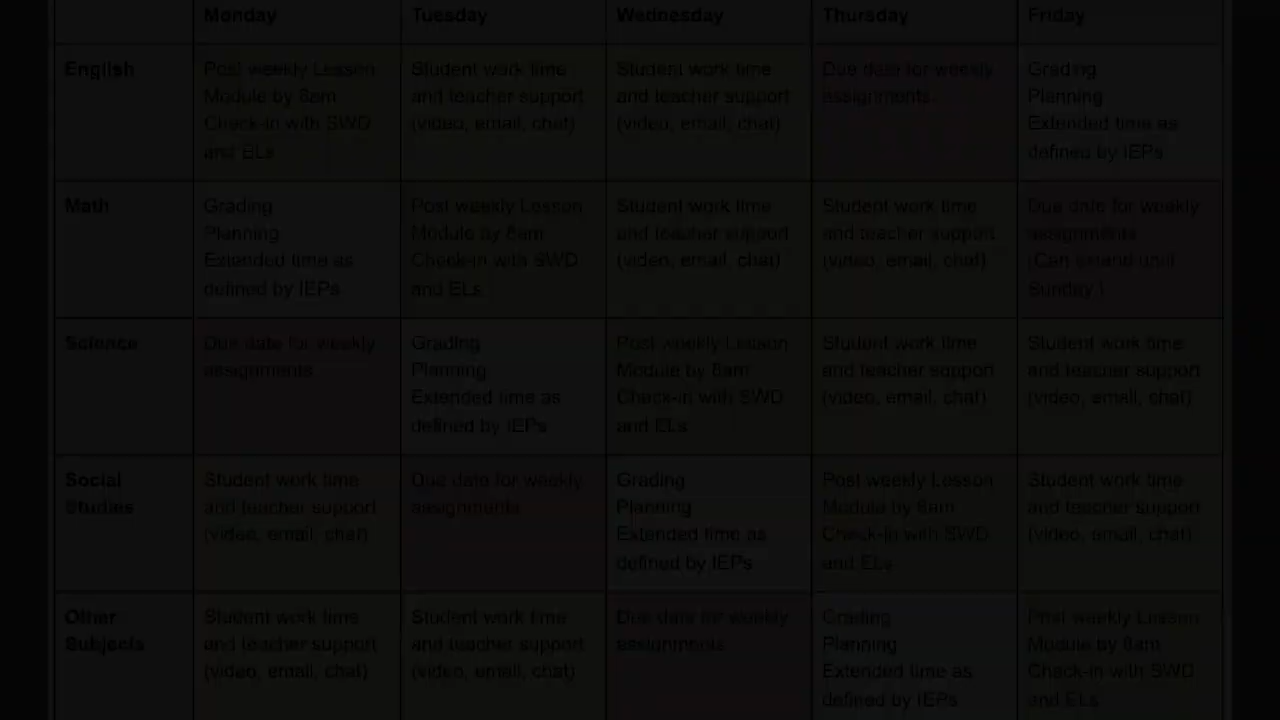 Monday Tuesday Wednesday Thursday Friday
English
Post weekly Lesson
Module by 8am
Check-in with SWD
and ELs
Student work time
and teacher support
(video, email, chat)
Student work time
and teacher support
(video, email, chat)
Due date for weekly
assignments
Grading
Planning
Extended time as
defined by IEPs
Math
Grading
Planning
Extended time as
defined by IEPs
Post weekly Lesson
Module by 8am
Check-in with SWD
and ELs
Student work time
and teacher support
(video, email, chat)
Student work time
and teacher support
(video, email, chat)
Due date for weekly
assignments
(Can extend until
Sunday.)
Science
Due date for weekly
assignments
Grading
Planning
Extended time as
defined by IEPs
Post weekly Lesson
Module by 8am
Check-in with SWD
and ELs
Student work time
and teacher support
(video, email, chat)
Student work time
and teacher support
(video, email, chat)
Social
Studies
Student work time
and teacher support
(video, email, chat)
Due date for weekly
assignments
Grading
Planning
Extended time as
defined by IEPs
Post weekly Lesson
Module by 8am
Check-in with SWD
and ELs
Student work time
and teacher support
(video, email, chat)
Other
Subjects
Student work time
and teacher support
(video, email, chat)
Student work time
and teacher support
(video, email, chat)
Due date for weekly
assignments
Grading
Planning
Extended time as
defined by IEPs
Post weekly Lesson
Module by 8am
Check-in with SWD
and ELs